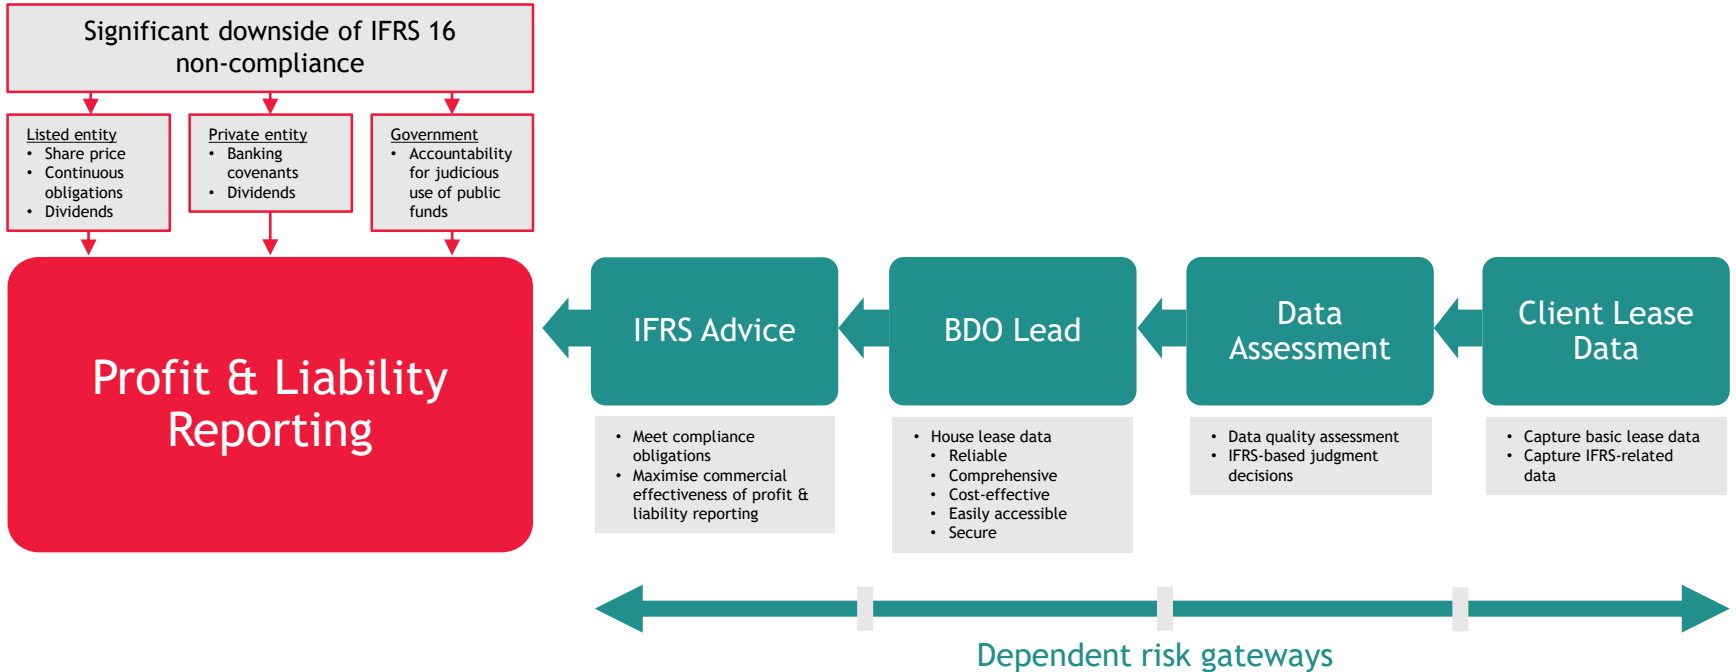 Significant downside of IFRS 16
non-compliance
Listed entity
• Share price
• Continuous
obligations
• Dividends
Private entity
• Banking
covenants
• Dividends
Government
• Accountability
for judicious
use of public
funds
Profit & Liability
Reporting
IFRS Advice
• Meet compliance
obligations
• Maximise commercial
effectiveness of profit &
liability reporting
BDO Lead
• House lease data
• Reliable
• Comprehensive
• Cost-effective
• Easily accessible
• Secure
Data
Assessment
• Data quality assessment
• IFRS-based judgment
decisions
Client Lease
Data
• Capture basic lease data
• Capture IFRS-related
data
Dependent risk gateways